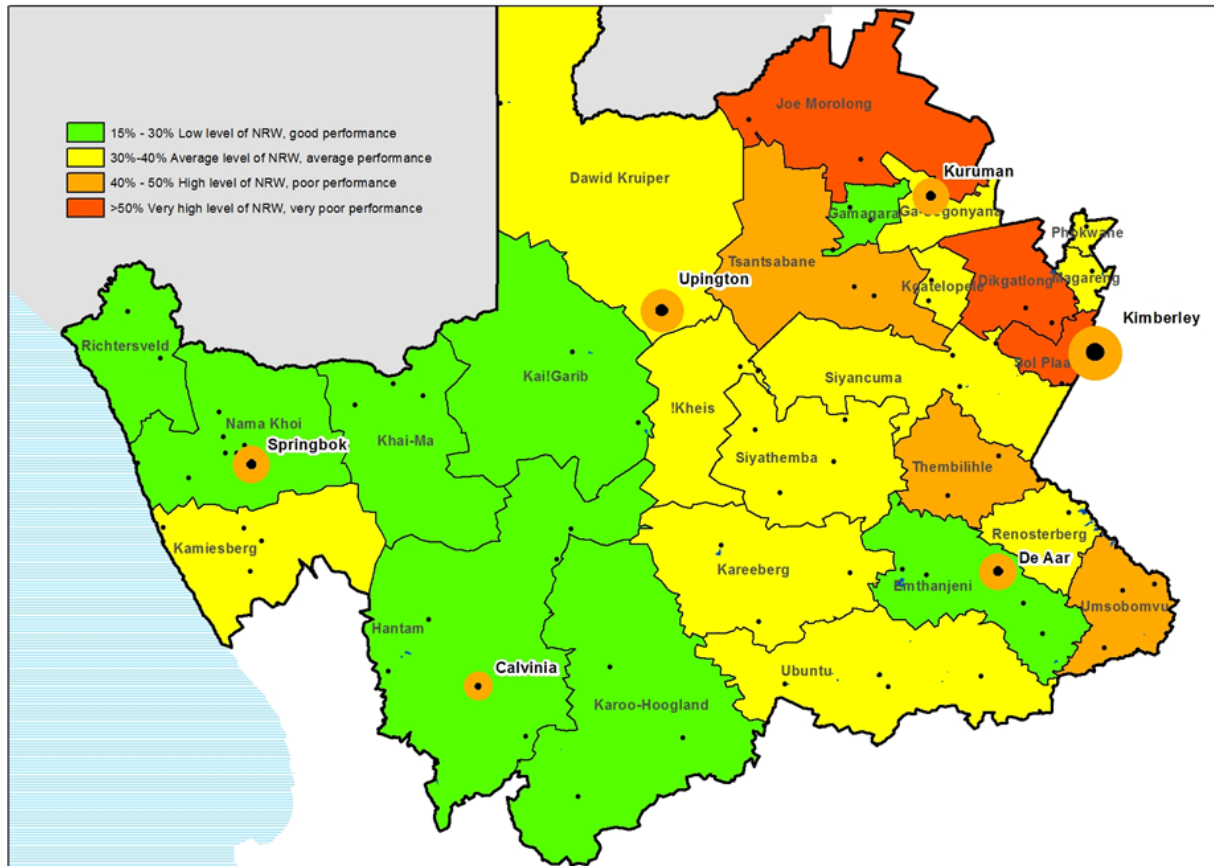 Joe Morolong
15% - 30% Low level of NRW, good performance
30%-40% Average level of NRW, average performance
40% - 50% High level of NRW, poor performance
>50% Very high level of NRW, very poor performance
Dawid Kruiper
Kuruman
Gamagara
Ga-Segonyana
Phokwane
Tsantsabane
Upington
Kgatelopele
Dikgatlong
Magareng
Kimberley
Richtersveld
Sol Plaa
Kai!Garib
Siyancuma
!Kheis
Nama Khoi
Springbok
Khai-Ma
Siyathemba
Thembilihle
Renosterberg
Kamiesberg
De Aar
Kareeberg
Emthanjeni
Umsobomvu
Hantam
Calvinia
Ubuntu
Karoo-Hoogland